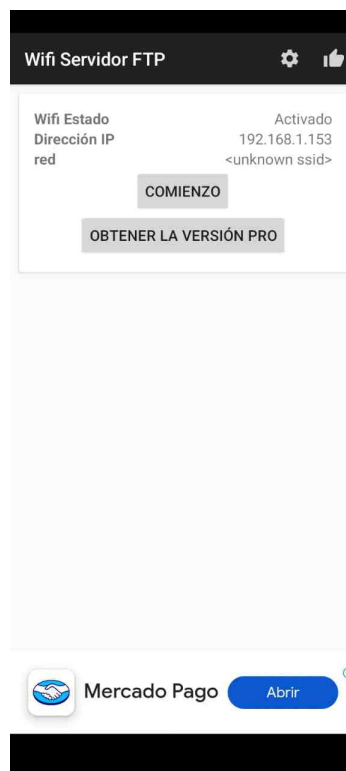 Wifi Servidor FTP
Wifi Estado Activado
Dirección IP 192.168.1.153
red <unknown ssid>
COMIENZO
OBTENER LA VERSIÓN PRO
Mercado Pago Abrir